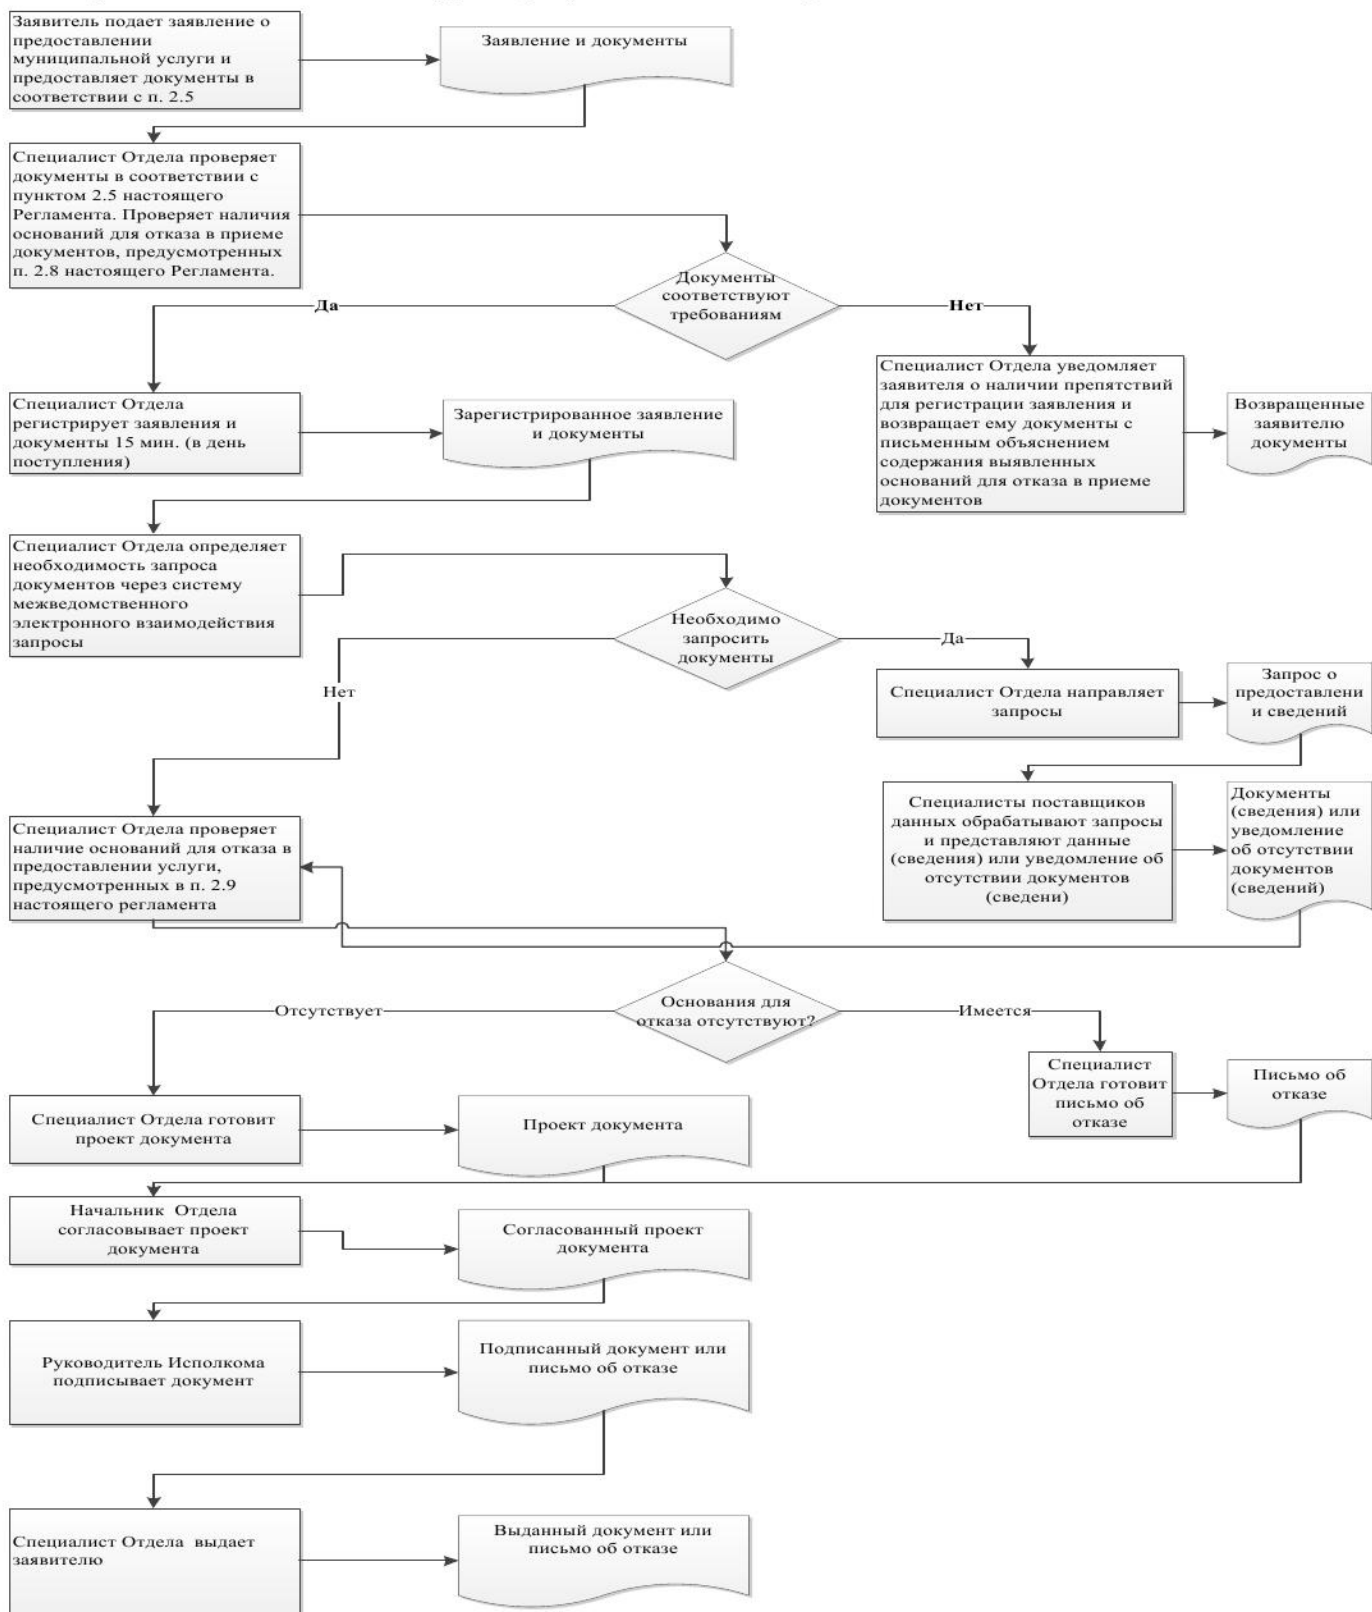 Заявитель подает заявление о
предоставлении
муниципальной услуги и
предоставляет документы в
соответствии с п. 2.5
Заявление и документы
Специалист Отдела проверяет
документы в соответствии с
пунктом 2.5 настоящего
Регламента. Проверяет наличия
оснований для отказа в приеме
документов, предусмотренных
п. 2.8 настоящего Регламента.
Документы
соответствуют
требованиям
Да
Нет
Специалист Отдела
регистрирует заявления и
документы 15 мин. (в день
поступления)
Зарегистрированное заявление
и документы
Специалист Отдела уведомляет
заявителя о наличии препятствий
для регистрации заявления и
возвращает ему документы с
письменным объяснением
содержания выявленных
оснований для отказа в приеме
документов
Возвращенные
заявителю
документы
Специалист Отдела определяет
необходимость запроса
документов через систему
межведомственного
электронного взаимодействия
запросы
Необходимо
запросить
документы
Да
Нет
Специалист Отдела направляет
запросы
Запрос о
предоставлени
и сведений
Специалисты поставщиков
данных обрабатывают запросы
и представляют данные
(сведения) или уведомление об
отсутствии документов
(сведени)
Документы
(сведения) или
уведомление
об отсутствии
документов
(сведений)
Специалист Отдела проверяет
наличие оснований для отказа в
предоставлении услуги,
предусмотренных в п. 2.9
настоящего регламента
Основания для
отказа отсутствуют?
Отсутствует
Имеется
Специалист
Отдела готовит
письмо об
отказе
Письмо об
отказе
Специалист Отдела готовит
проект документа
Проект документа
Начальник  Отдела
согласовывает проект
документа
Согласованный проект
документа
Руководитель Исполкома
подписывает документ
Подписанный документ или
письмо об отказе
Специалист Отдела  выдает
заявителю
Выданный документ или
письмо об отказе